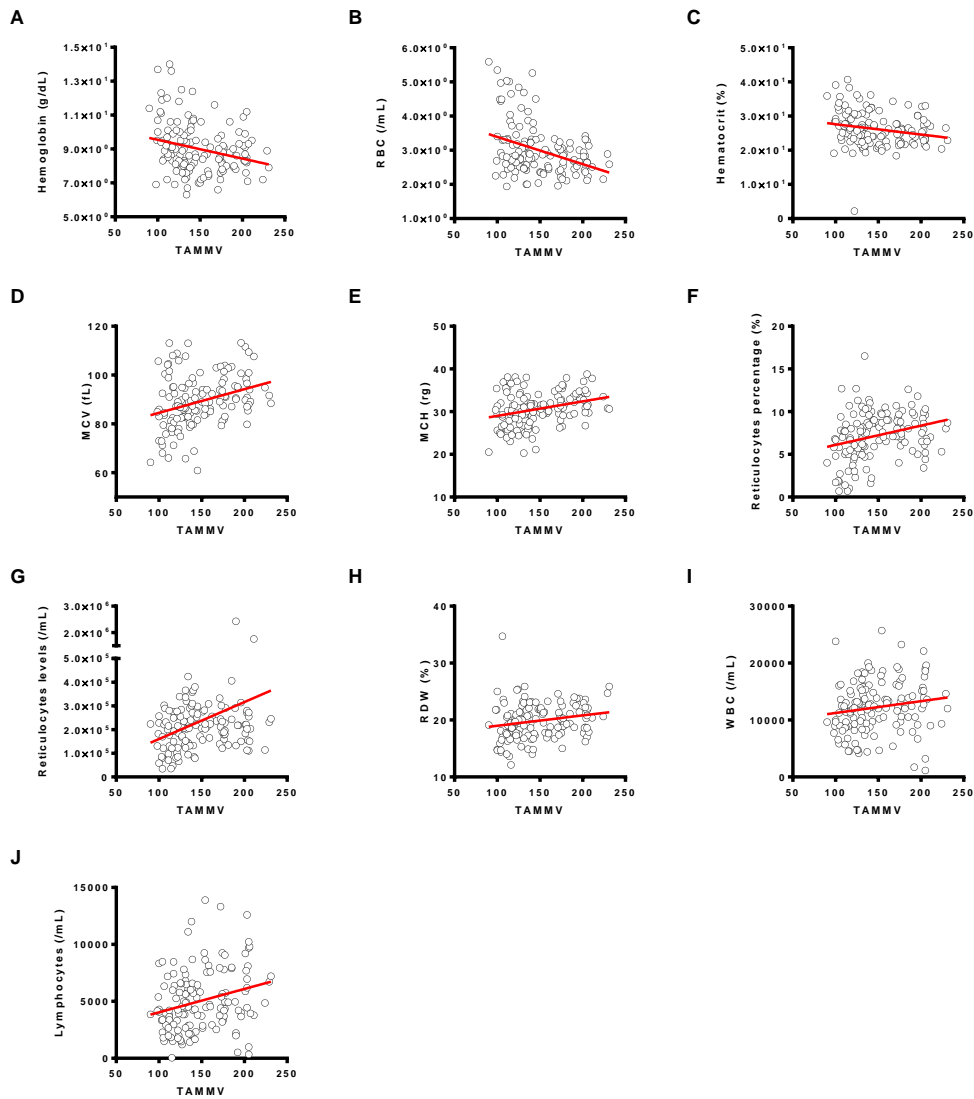 A
B
C
Hemoglobin (g/dL)
1.5×10¹
1.3×10¹
1.1×10¹
9.0×10⁰
7.0×10⁰
5.0×10⁰
50 100 150 200 250
TAMMV
RBC (/mL)
6.0×10⁰
5.0×10⁰
4.0×10⁰
3.0×10⁰
2.0×10⁰
1.0×10⁰
50 100 150 200 250
TAMMV
Hematocrit (%)
5.0×10¹
4.0×10¹
3.0×10¹
2.0×10¹
1.0×10¹
0
50 100 150 200 250
TAMMV
D
E
F
MCV (fL)
120
100
80
60
50 100 150 200 250
TAMMV
MCH (rg)
50
40
30
20
10
50 100 150 200 250
TAMMV
Reticulocytes percentage (%)
20
15
10
5
0
50 100 150 200 250
TAMMV
G
H
I
Reticulocytes levels (/mL)
3.0×10⁶
2.0×10⁶
5.0×10⁵
4.0×10⁵
3.0×10⁵
2.0×10⁵
1.0×10⁵
0
50 100 150 200 250
TAMMV
RDW (%)
40
30
20
10
50 100 150 200 250
TAMMV
WBC (/mL)
30000
20000
10000
0
50 100 150 200 250
TAMMV
J
Lymphocytes (/mL)
15000
10000
5000
0
50 100 150 200 250
TAMMV